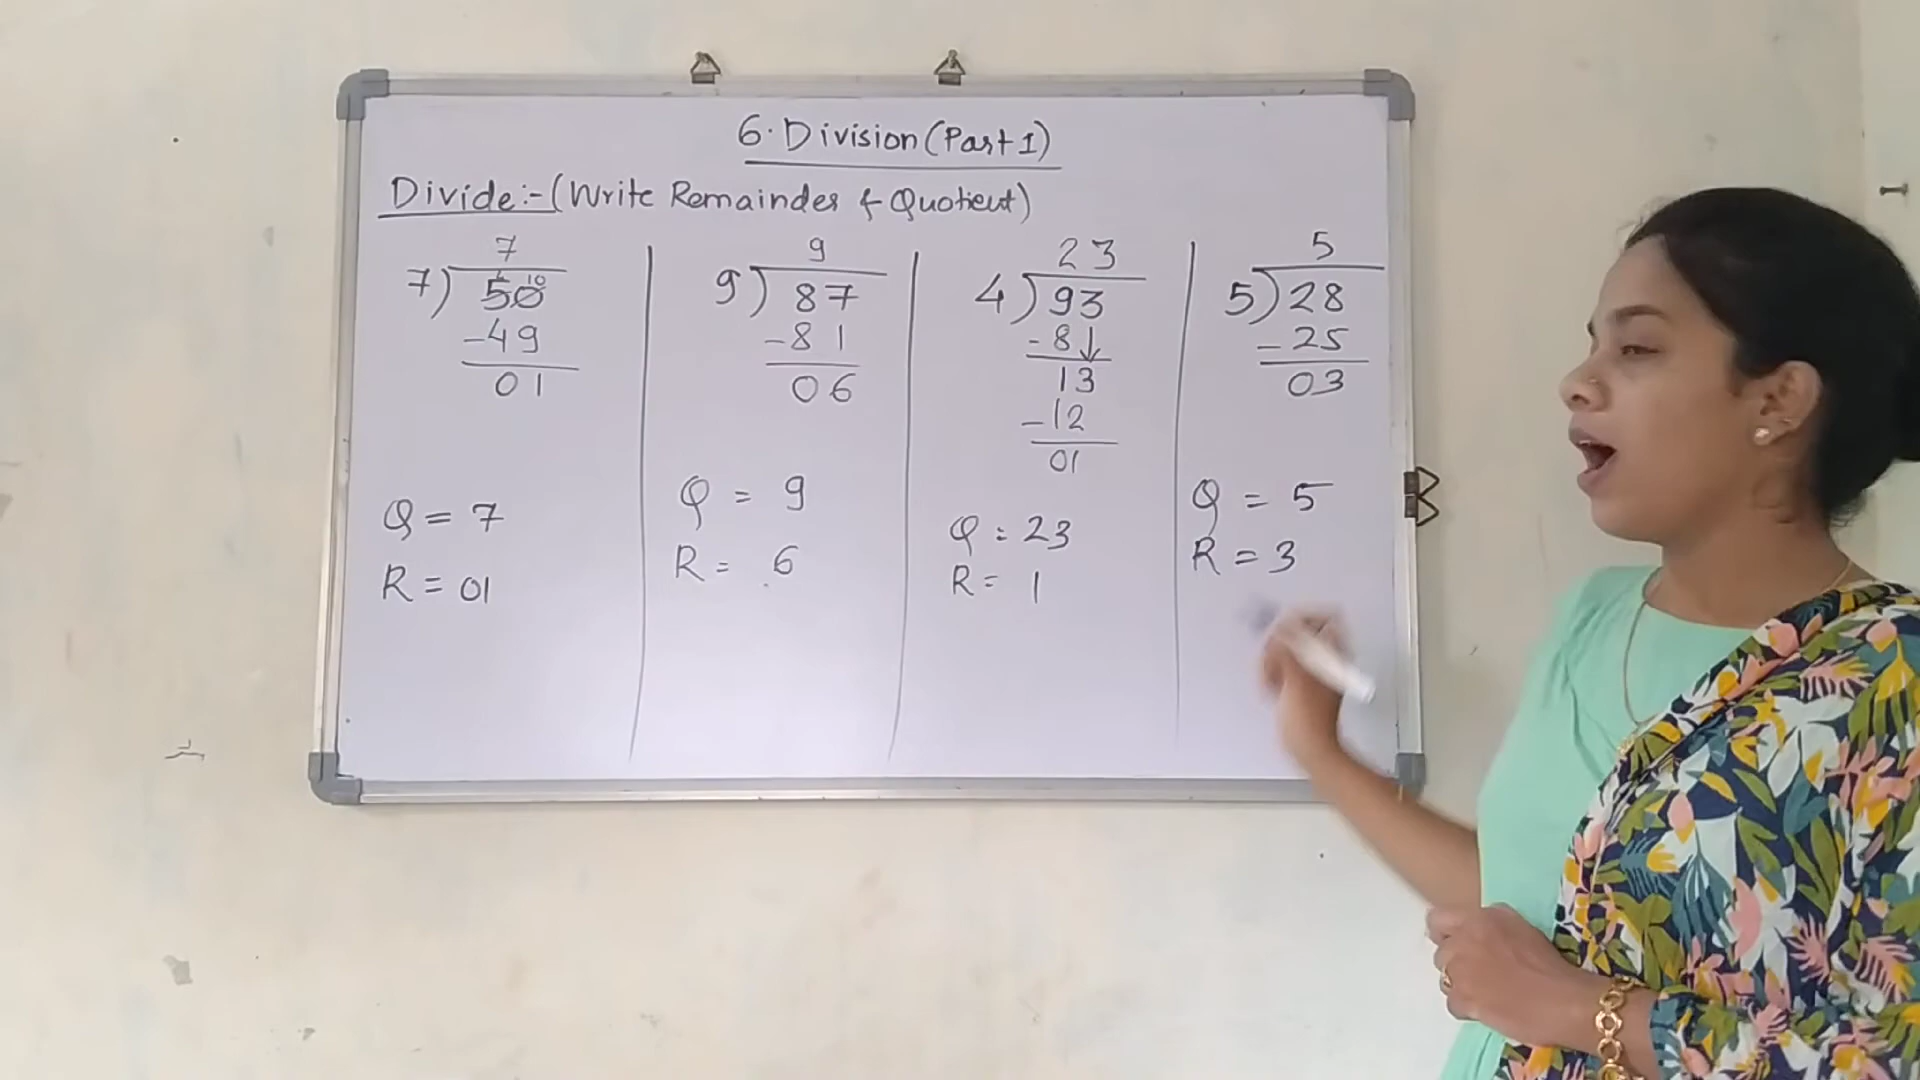 6. Division (Part 1)
Divide:- (Write Remainder & Quotient)
7
7) 50
4 10
-49
01
Q = 7
R = 01
9
9) 87
-81
06
Q = 9
R = 6
23
4) 93
-8↓
13
-12
01
Q = 23
R = 1
5
5) 28
-25
03
Q = 5
R = 3